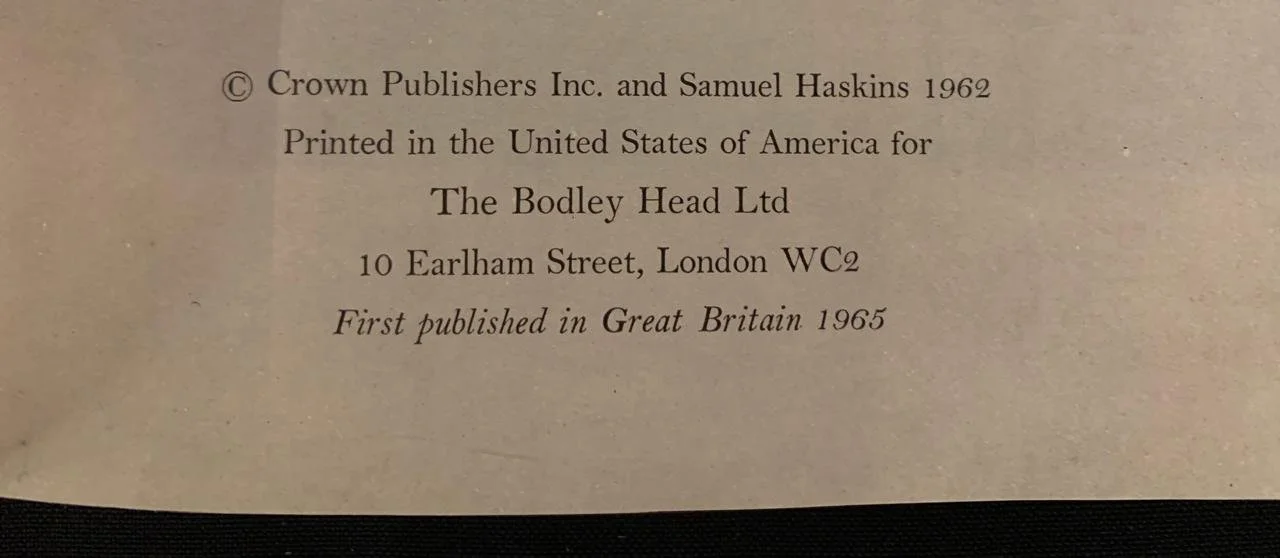 © Crown Publishers Inc. and Samuel Haskins 1962
Printed in the United States of America for
The Bodley Head Ltd
10 Earlham Street, London WC2
First published in Great Britain 1965